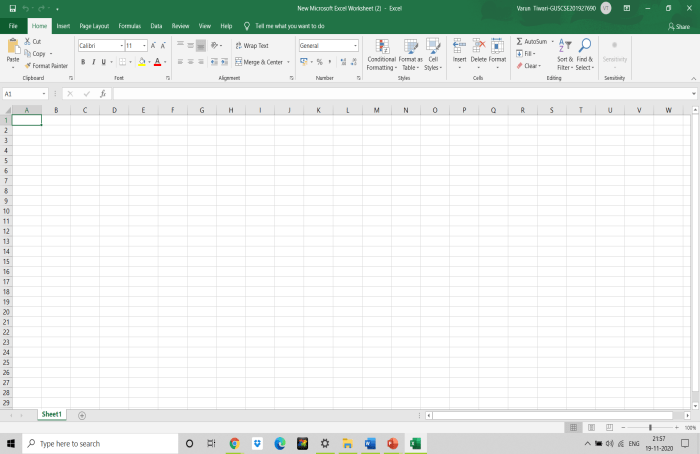 New Microsoft Excel Worksheet (2) - Excel
Varun Tiwari-GUSCSE201927690 VT
File Home Insert Page Layout Formulas Data Review View Help Tell me what you want to do Share
Cut
Calibri 11 A A
Wrap Text
General
AutoSum
Copy
Paste
Format Painter
B I U A
Merge & Center
% ,
Conditional Format as Cell
Formatting Table Styles
Insert Delete Format
Fill
Clear
Sort & Find &
Filter Select
Sensitivity
Clipboard Font Alignment Number Styles Cells Editing Sensitivity
A1 fx
A B C D E F G H I J K L M N O P Q R S T U V W
1
2
3
4
5
6
7
8
9
10
11
12
13
14
15
16
17
18
19
20
21
22
23
24
25
26
27
28
29
Sheet1
100%
Type here to search
ENG
21:57
19-11-2020